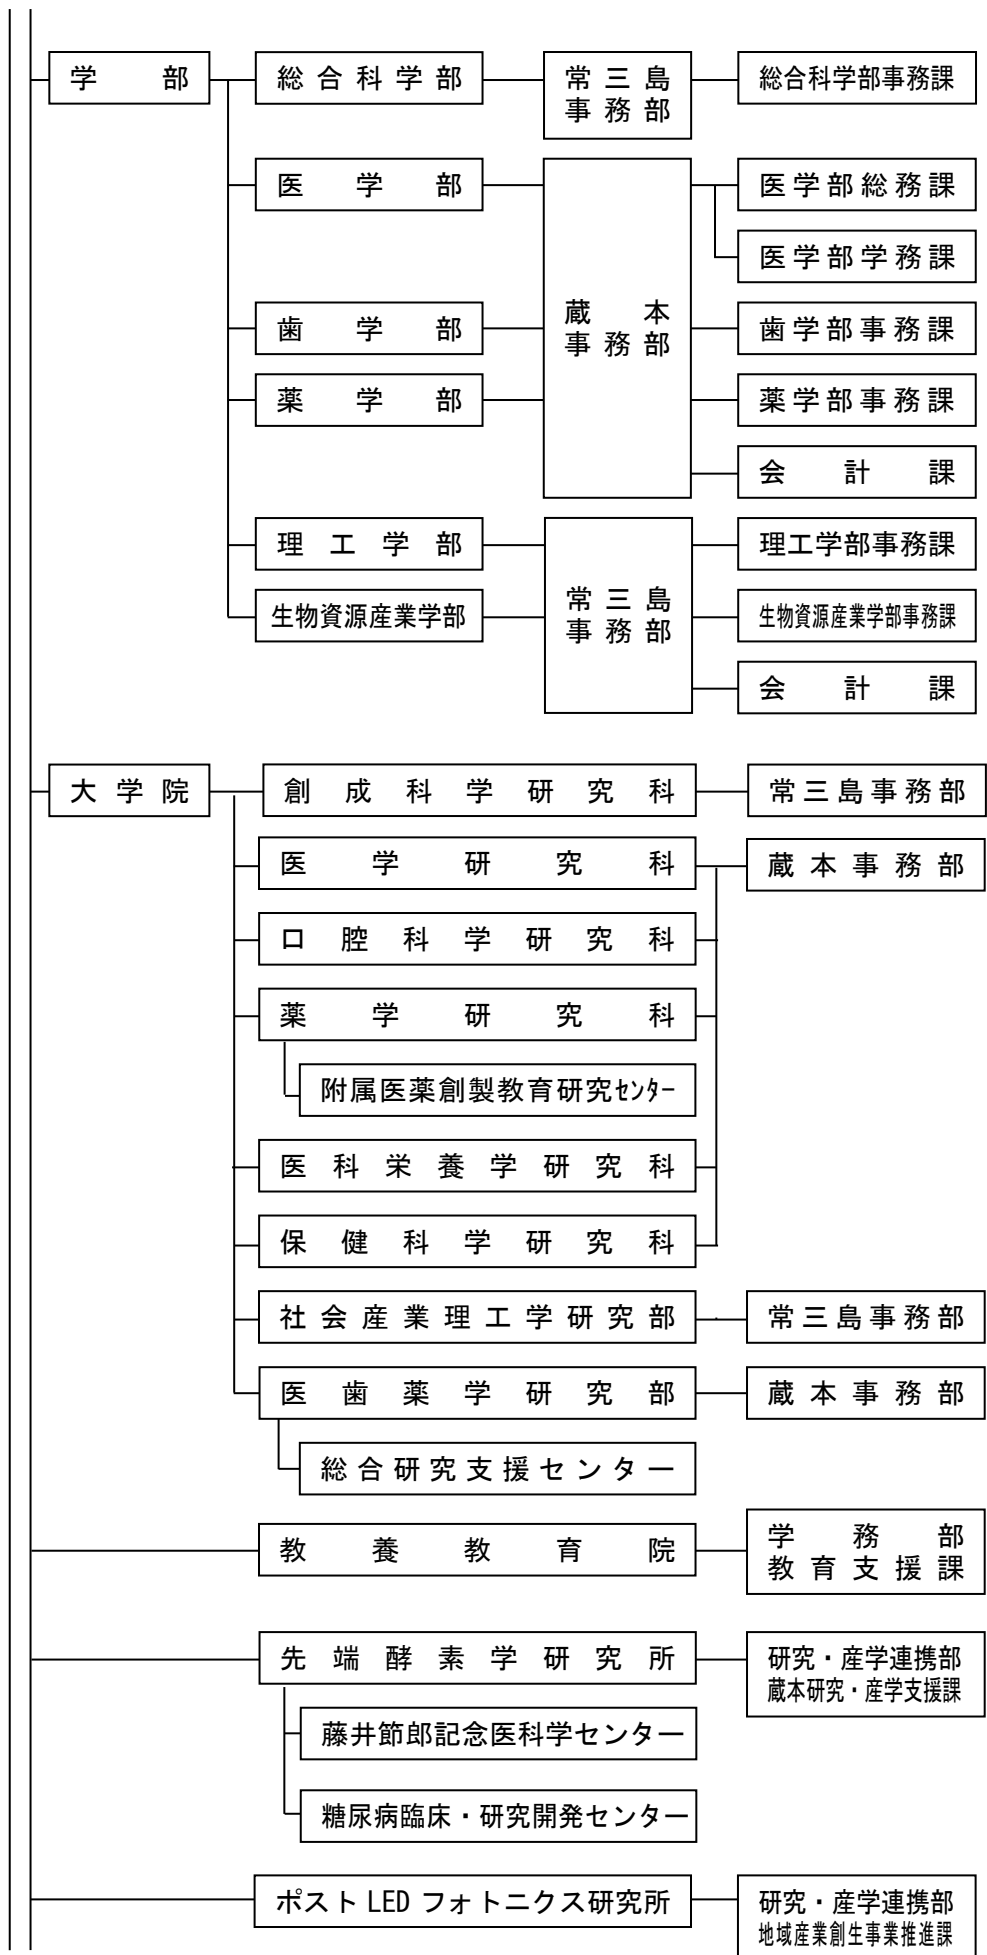 学部
総合科学部
常三島
事務部
総合科学部事務課
医学部
医学部総務課
医学部学務課
蔵本
事務部
歯学部
歯学部事務課
薬学部
薬学部事務課
会計課
理工学部
理工学部事務課
常三島
事務部
生物資源産業学部
生物資源産業学部事務課
会計課
大学院
創成科学研究科
常三島事務部
医学研究科
蔵本事務部
口腔科学研究科
薬学研究科
附属医薬創製教育研究センター
医科栄養学研究科
保健科学研究科
社会産業理工学研究部
常三島事務部
医歯薬学研究部
蔵本事務部
総合研究支援センター
教養教育院
学務部
教育支援課
先端酵素学研究所
研究・産学連携部
蔵本研究・産学支援課
藤井節郎記念医科学センター
糖尿病臨床・研究開発センター
ポスト LED フォトニクス研究所
研究・産学連携部
地域産業創生事業推進課